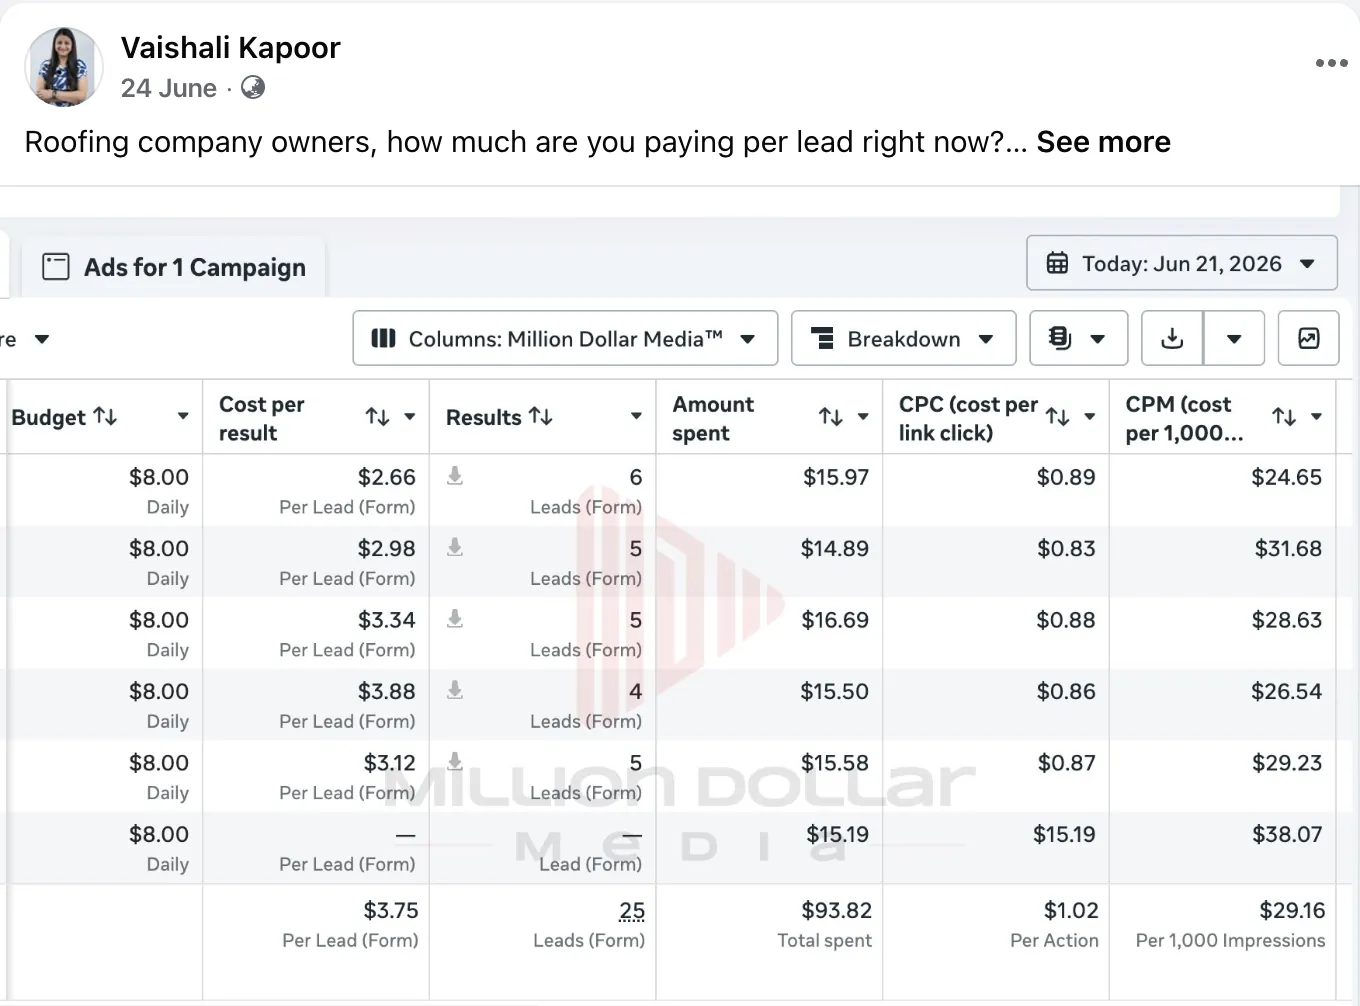 Vaishali Kapoor
24 June ·
Roofing company owners, how much are you paying per lead right now?... See more
Ads for 1 Campaign
Today: Jun 21, 2026
re
Columns: Million Dollar Media™
Breakdown
Budget
Cost per result
Results
Amount spent
CPC (cost per link click)
CPM (cost per 1,000...
$8.00 $2.66 6 $15.97 $0.89 $24.65
Daily Per Lead (Form) Leads (Form)
$8.00 $2.98 5 $14.89 $0.83 $31.68
Daily Per Lead (Form) Leads (Form)
$8.00 $3.34 5 $16.69 $0.88 $28.63
Daily Per Lead (Form) Leads (Form)
$8.00 $3.88 4 $15.50 $0.86 $26.54
Daily Per Lead (Form) Leads (Form)
$8.00 $3.12 5 $15.58 $0.87 $29.23
Daily Per Lead (Form) Leads (Form)
$8.00 — — $15.19 $15.19 $38.07
Daily Per Lead (Form) Lead (Form)
$3.75 25 $93.82 $1.02 $29.16
Per Lead (Form) Leads (Form) Total spent Per Action Per 1,000 Impressions
MILLION DOLLAR
MEDIA